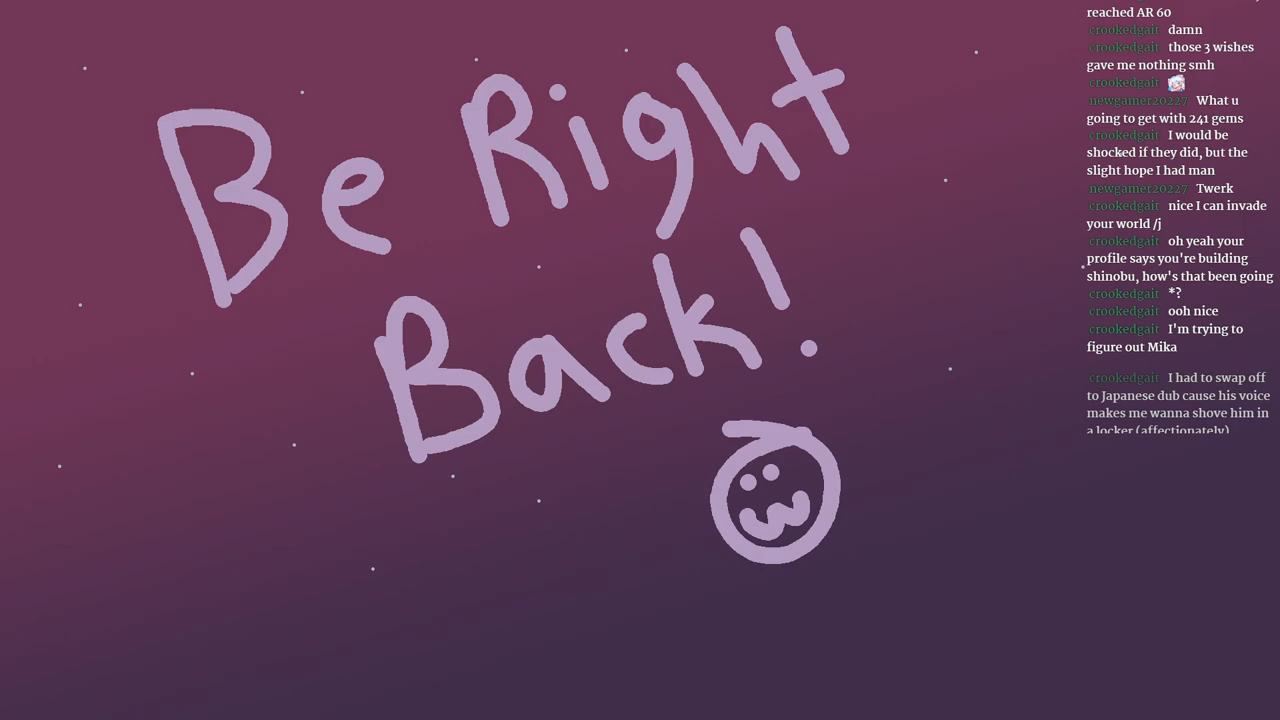 Be Right
Back!
reached AR 60
crookedgait damn
crookedgait those 3 wishes
gave me nothing smh
crookedgait
newgamer20227 What u
going to get with 241 gems
crookedgait I would be
shocked if they did, but the
slight hope I had man
newgamer20227 Twerk
crookedgait nice I can invade
your world /j
crookedgait oh yeah your
profile says you're building
shinobu, how's that been going
crookedgait *?
crookedgait ooh nice
crookedgait I'm trying to
figure out Mika
crookedgait I had to swap off
to Japanese dub cause his voice
makes me wanna shove him in
a locker (affectionately)